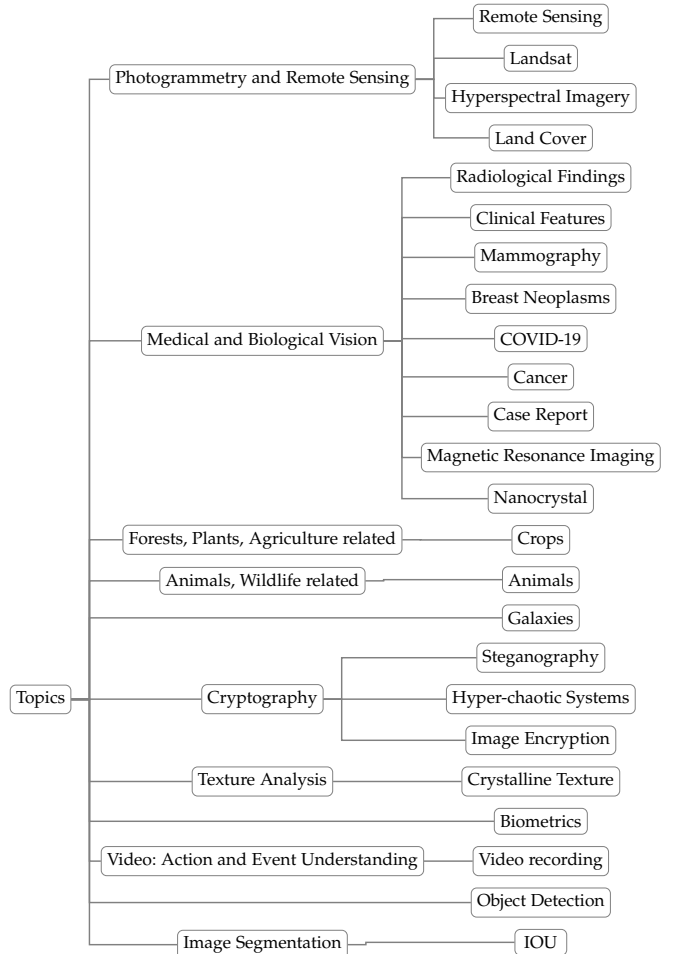 Remote Sensing
Landsat
Photogrammetry and Remote Sensing
Hyperspectral Imagery
Land Cover
Radiological Findings
Clinical Features
Mammography
Breast Neoplasms
Medical and Biological Vision
COVID-19
Cancer
Case Report
Magnetic Resonance Imaging
Nanocrystal
Forests, Plants, Agriculture related
Crops
Animals, Wildlife related
Animals
Galaxies
Steganography
Topics
Cryptography
Hyper-chaotic Systems
Image Encryption
Texture Analysis
Crystalline Texture
Biometrics
Video: Action and Event Understanding
Video recording
Object Detection
Image Segmentation
IOU